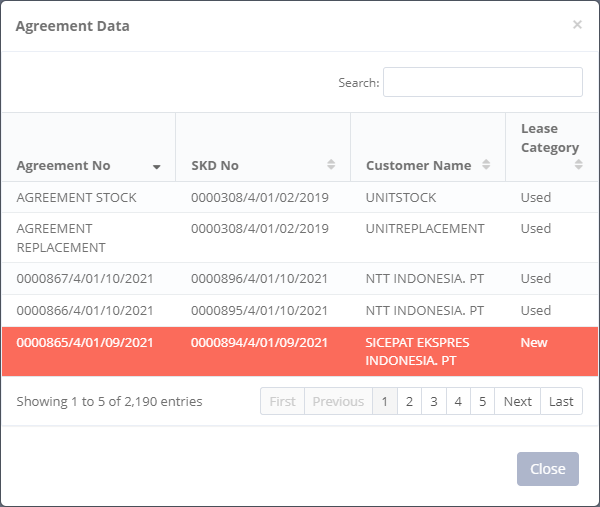 Agreement Data ×
Search:
Lease
Category
Agreement No SKD No Customer Name
AGREEMENT STOCK 0000308/4/01/02/2019 UNITSTOCK Used
AGREEMENT 0000308/4/01/02/2019 UNITREPLACEMENT Used
REPLACEMENT
0000867/4/01/10/2021 0000896/4/01/10/2021 NTT INDONESIA. PT Used
0000866/4/01/10/2021 0000895/4/01/10/2021 NTT INDONESIA. PT Used
0000865/4/01/09/2021 0000894/4/01/09/2021 SICEPAT EKSPRES New
INDONESIA. PT
Showing 1 to 5 of 2,190 entries First Previous 1 2 3 4 5 Next Last
Close